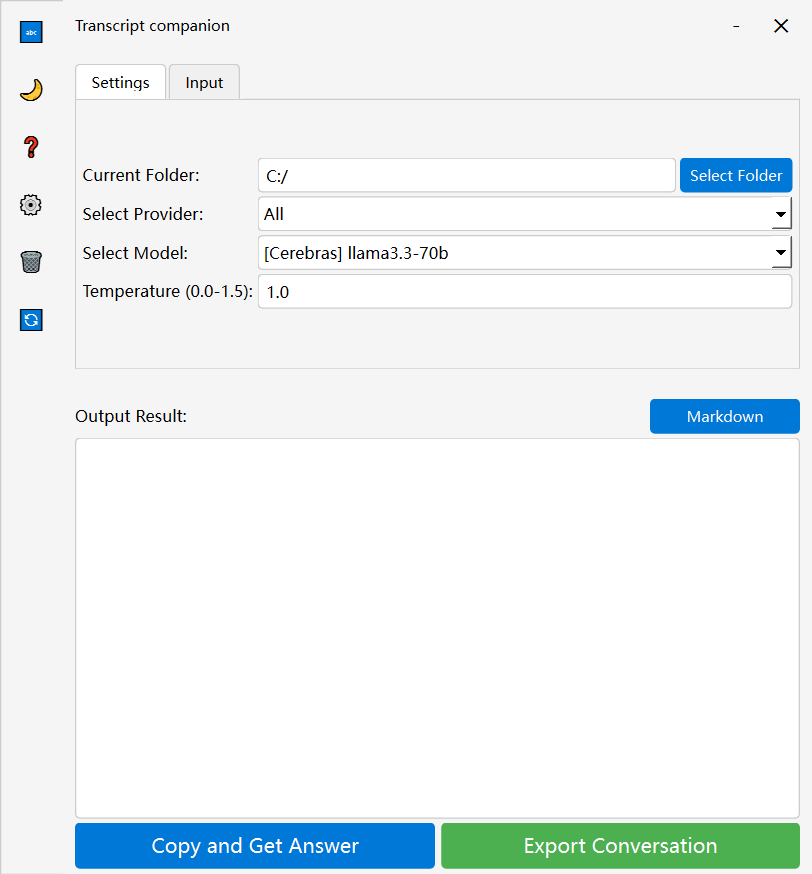 abc
Transcript companion
Settings Input
Current Folder: C:/ Select Folder
Select Provider: All
Select Model: [Cerebras] llama3.3-70b
Temperature (0.0-1.5): 1.0
Output Result: Markdown
Copy and Get Answer Export Conversation